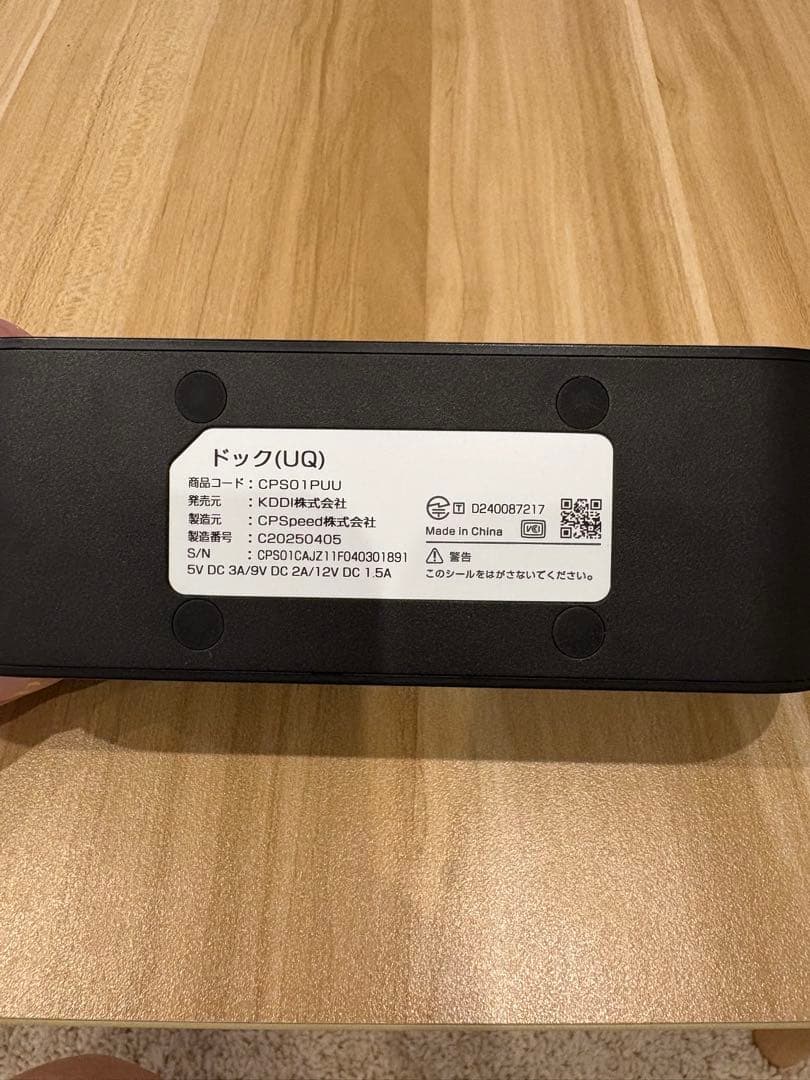 ドック(UQ)
商品コード : CPS01PUU
発売元 : KDDI株式会社
製造元 : CPSpeed株式会社
製造番号 : C20250405
S/N : CPS01CAJZ11F040301891
5V DC 3A/9V DC 2A/12V DC 1.5A
T D240087217
Made in China VCCI
警告
このシールをはがさないでください。